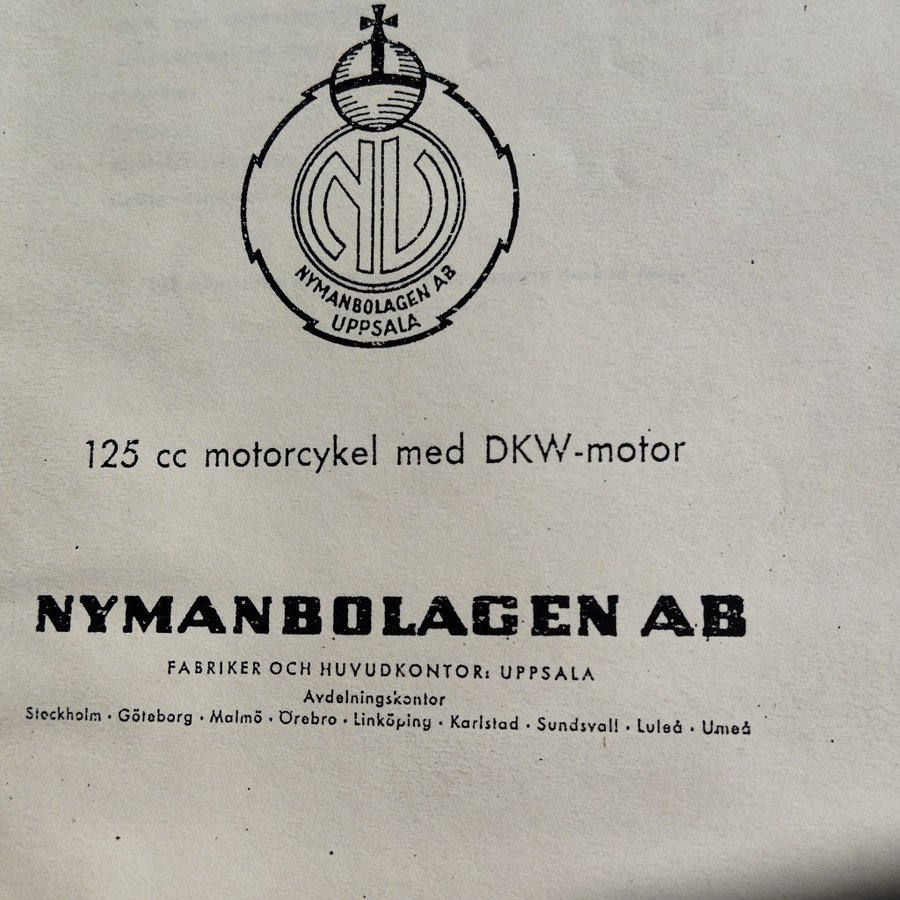 NU
NYMANBOLAGEN AB
UPPSALA
125 cc motorcykel med DKW-motor
NYMANBOLAGEN AB
FABRIKER OCH HUVUDKONTOR: UPPSALA
Avdelningskontor
Stockholm · Göteborg · Malmö · Örebro · Linköping · Karlstad · Sundsvall · Luleå · Umeå